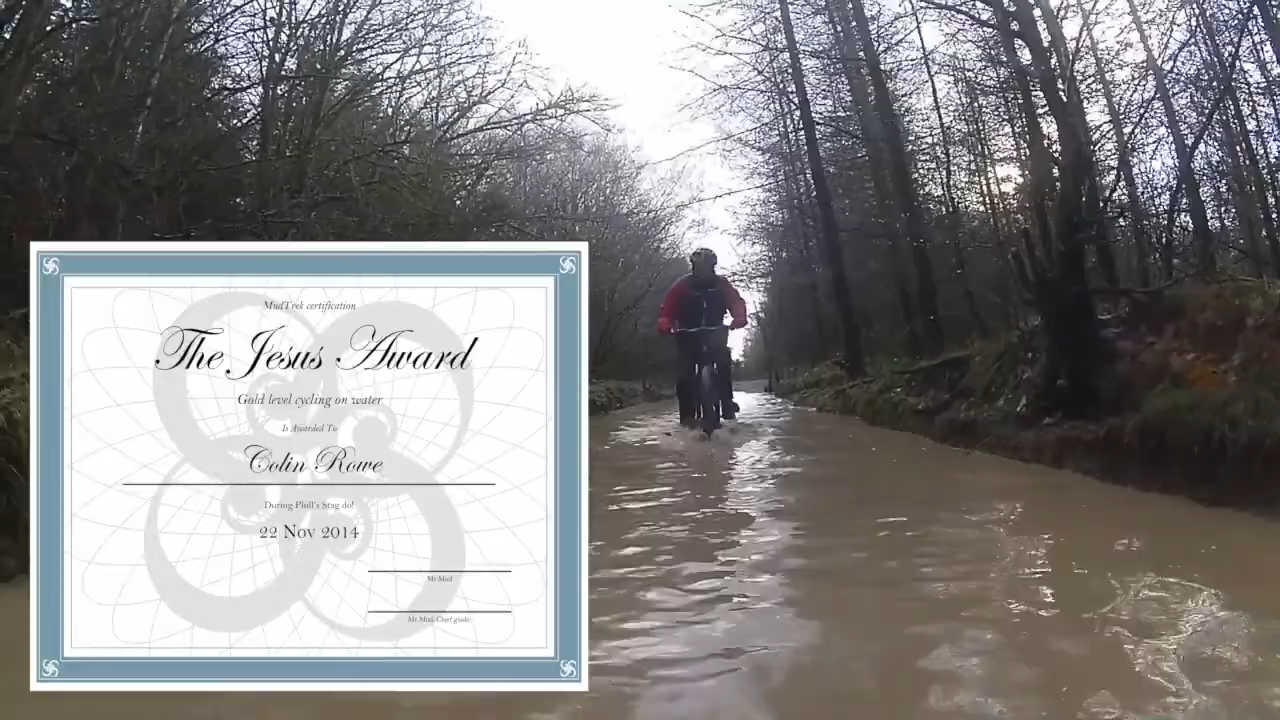 MudTrek certification
The Jesus Award
Gold level cycling on water
Is Awarded To
Colin Rowe
During Phill's Stag do!
22 Nov 2014
Mr Mud
Mr Mud, Chief guide